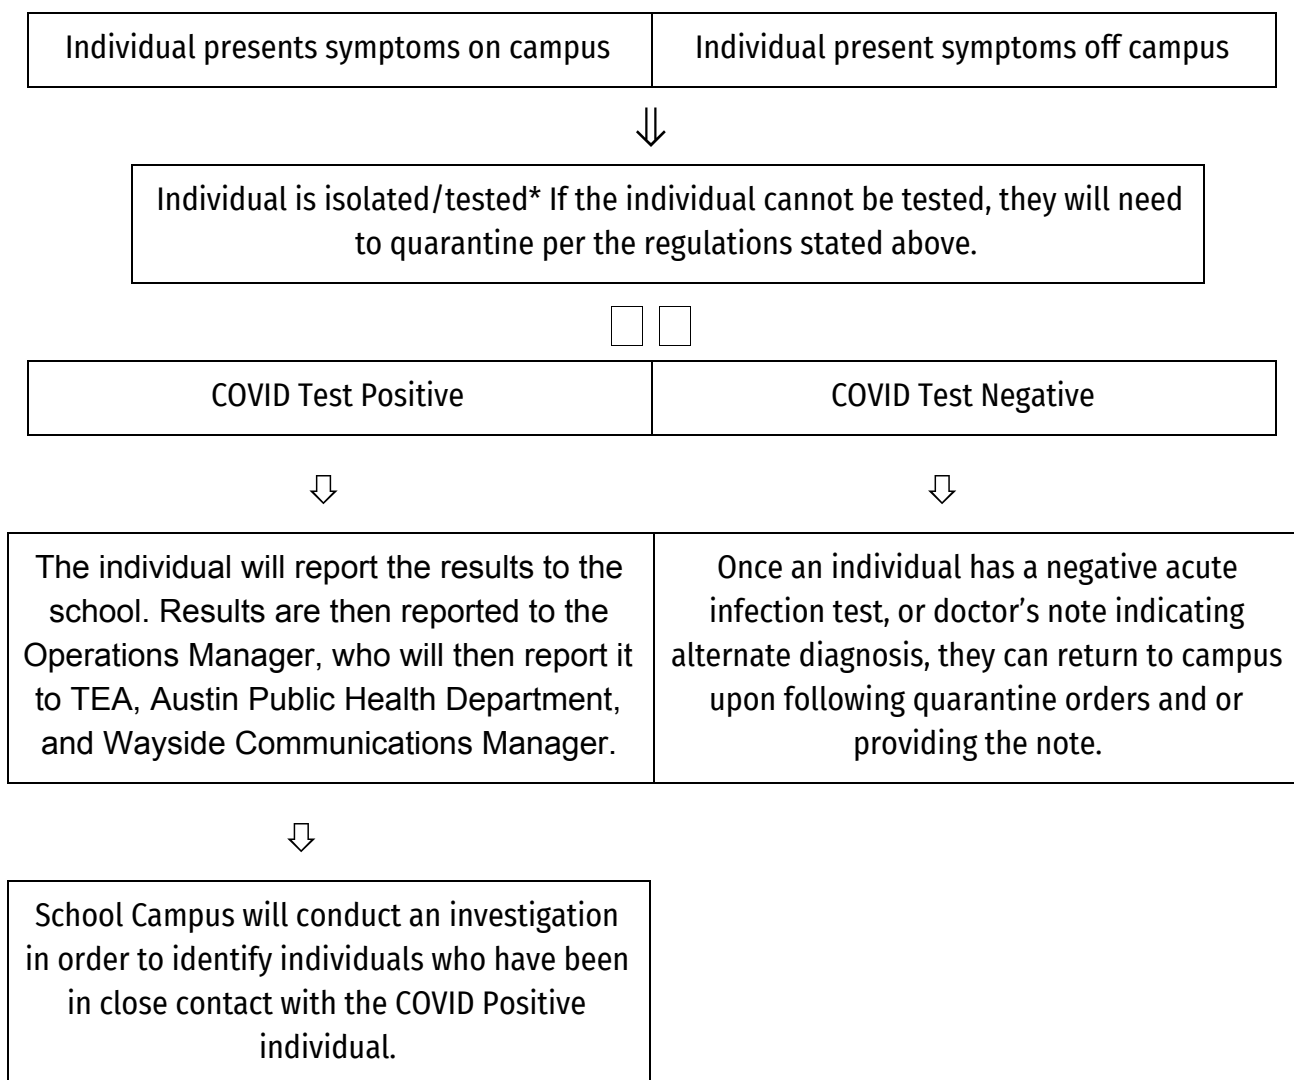 Individual presents symptoms on campus
Individual present symptoms off campus
⇓
Individual is isolated/tested* If the individual cannot be tested, they will need
to quarantine per the regulations stated above.
COVID Test Positive
COVID Test Negative
⇩
⇩
The individual will report the results to the
school. Results are then reported to the
Operations Manager, who will then report it
to TEA, Austin Public Health Department,
and Wayside Communications Manager.
Once an individual has a negative acute
infection test, or doctor’s note indicating
alternate diagnosis, they can return to campus
upon following quarantine orders and or
providing the note.
⇩
School Campus will conduct an investigation
in order to identify individuals who have been
in close contact with the COVID Positive
individual.